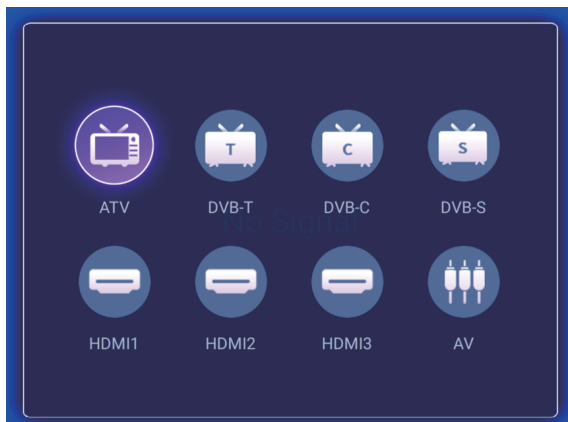 T
C
S
ATV
DVB-T
DVB-C
DVB-S
No Signal
HDMI1
HDMI2
HDMI3
AV